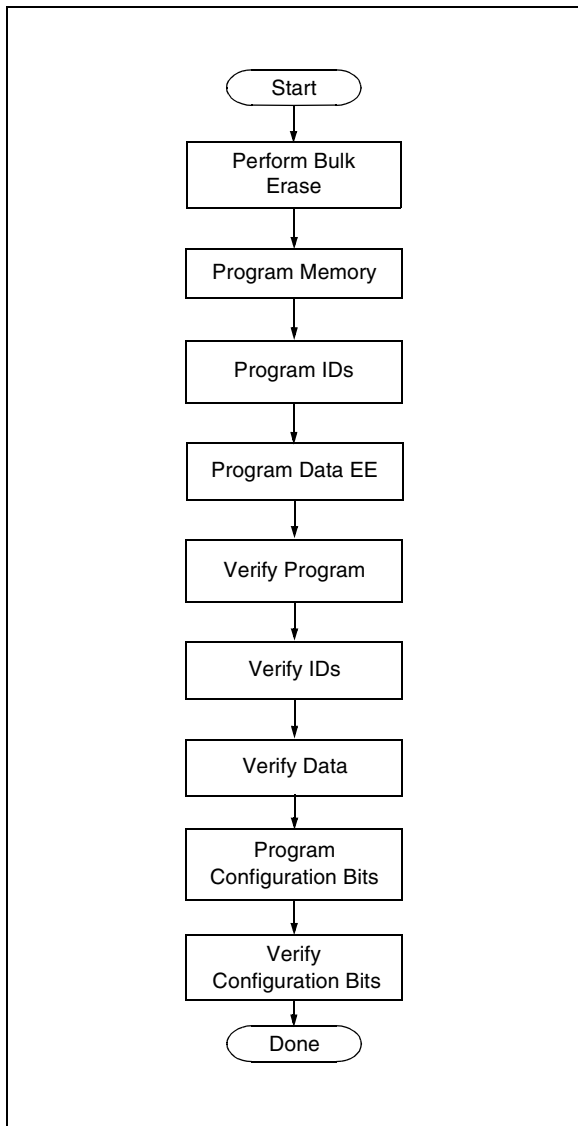 Start
Perform Bulk
Erase
Program Memory
Program IDs
Program Data EE
Verify Program
Verify IDs
Verify Data
Program
Configuration Bits
Verify
Configuration Bits
Done